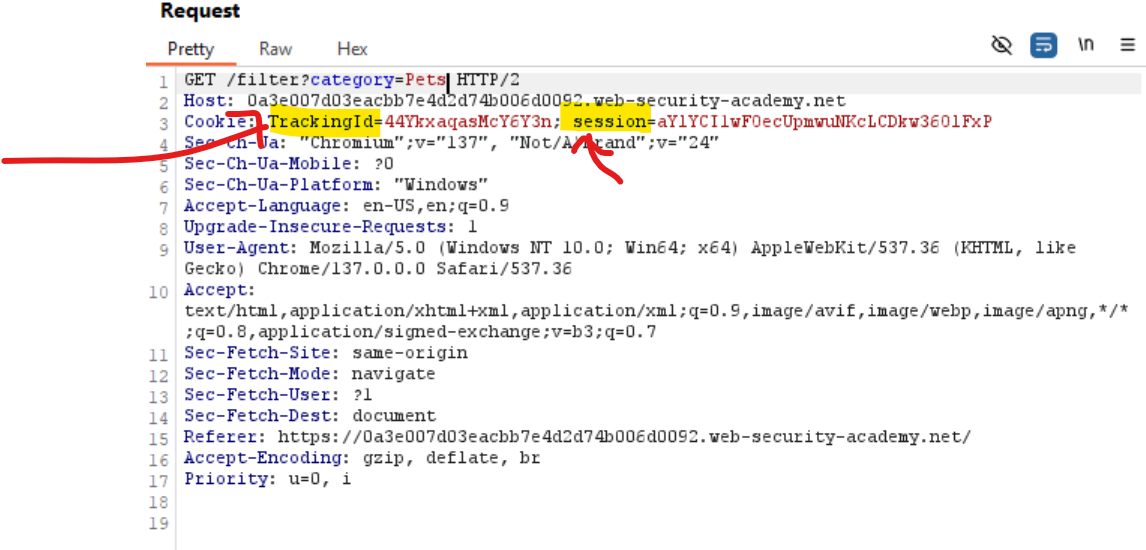 Request
Pretty Raw Hex \n
1 GET /filter?category=Pets HTTP/2
2 Host: 0a3e007d03eacbb7e4d2d74b006d0092.web-security-academy.net
3 Cookie: TrackingId=44YkxaqasMcY6Y3n; session=aYlYCIlwF0ecUpmwuNKcLCDkw360lFxP
4 Sec-Ch-Ua: "Chromium";v="137", "Not/A)Brand";v="24"
5 Sec-Ch-Ua-Mobile: ?0
6 Sec-Ch-Ua-Platform: "Windows"
7 Accept-Language: en-US,en;q=0.9
8 Upgrade-Insecure-Requests: 1
9 User-Agent: Mozilla/5.0 (Windows NT 10.0; Win64; x64) AppleWebKit/537.36 (KHTML, like
Gecko) Chrome/137.0.0.0 Safari/537.36
10 Accept:
text/html,application/xhtml+xml,application/xml;q=0.9,image/avif,image/webp,image/apng,*/*
;q=0.8,application/signed-exchange;v=b3;q=0.7
11 Sec-Fetch-Site: same-origin
12 Sec-Fetch-Mode: navigate
13 Sec-Fetch-User: ?1
14 Sec-Fetch-Dest: document
15 Referer: https://0a3e007d03eacbb7e4d2d74b006d0092.web-security-academy.net/
16 Accept-Encoding: gzip, deflate, br
17 Priority: u=0, i
18
19